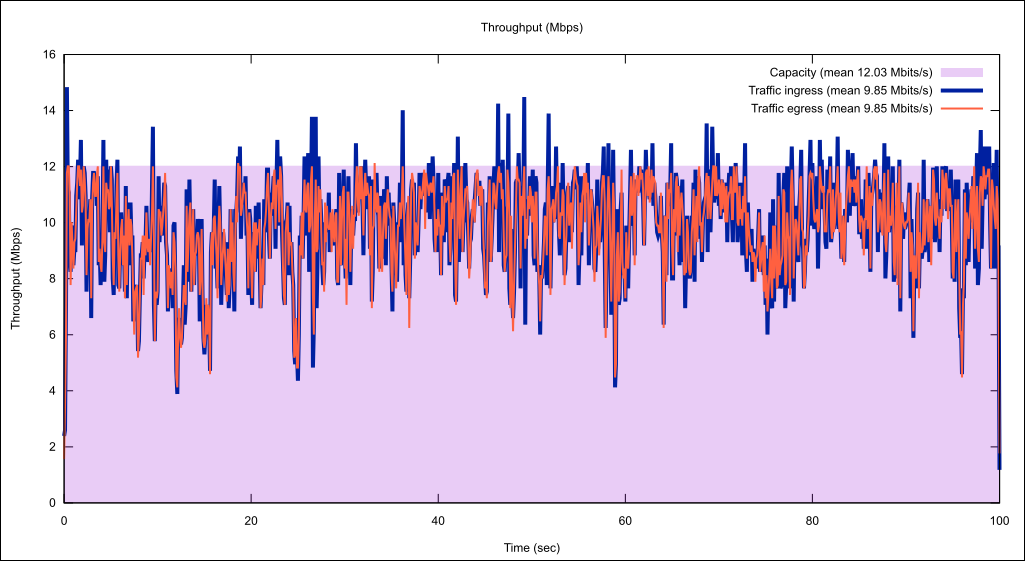 Throughput (Mbps)
Capacity (mean 12.03 Mbits/s)
Traffic ingress (mean 9.85 Mbits/s)
Traffic egress (mean 9.85 Mbits/s)
Throughput (Mbps)
16
14
12
10
8
6
4
2
0
0 20 40 60 80 100
Time (sec)